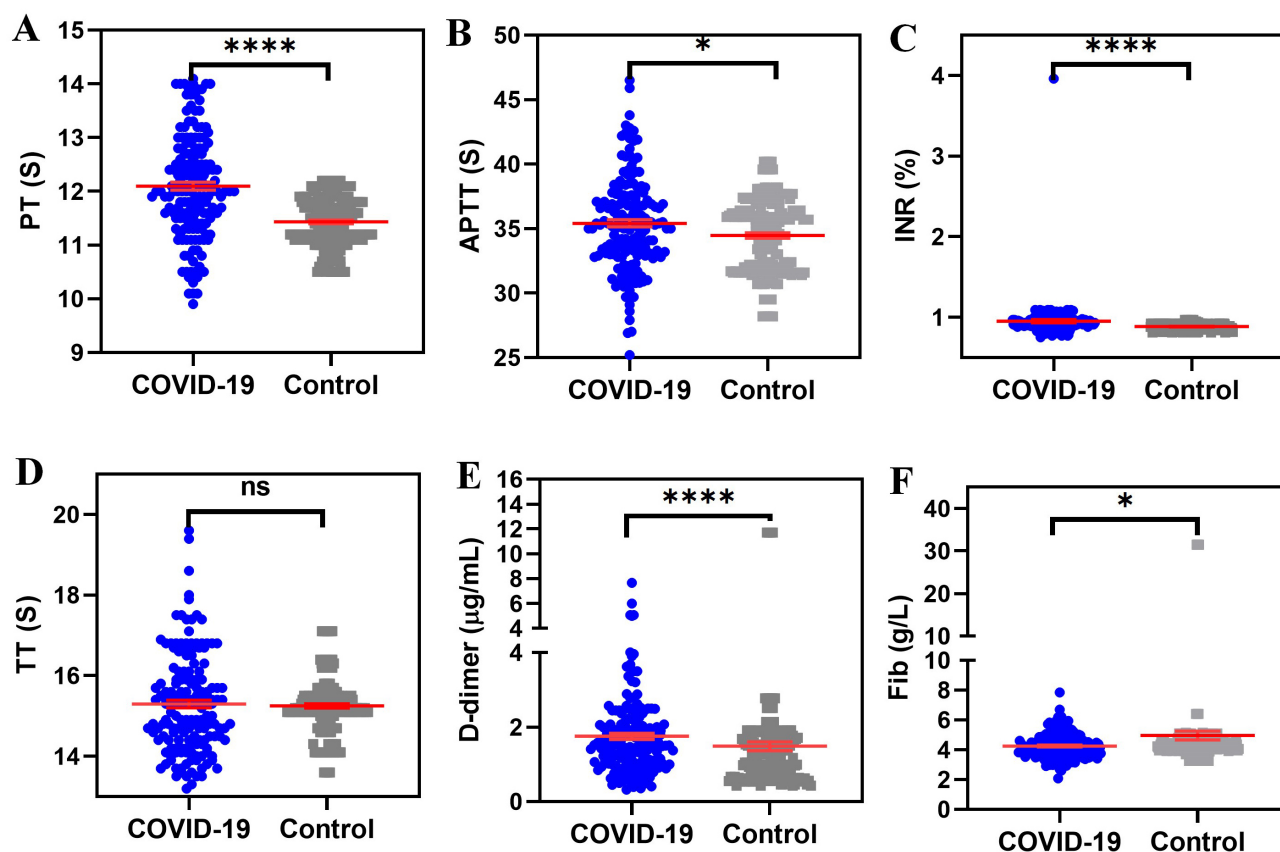 A
PT (S)
15
14
13
12
11
10
9
****
COVID-19 Control
B
APTT (S)
50
45
40
35
30
25
*
COVID-19 Control
C
INR (%)
4
3
2
1
****
COVID-19 Control
D
TT (S)
20
18
16
14
ns
COVID-19 Control
E
D-dimer (μg/mL)
16
14
12
10
8
6
4
4
2
0
****
COVID-19 Control
F
Fib (g/L)
40
30
20
10
10
8
6
4
2
0
*
COVID-19 Control